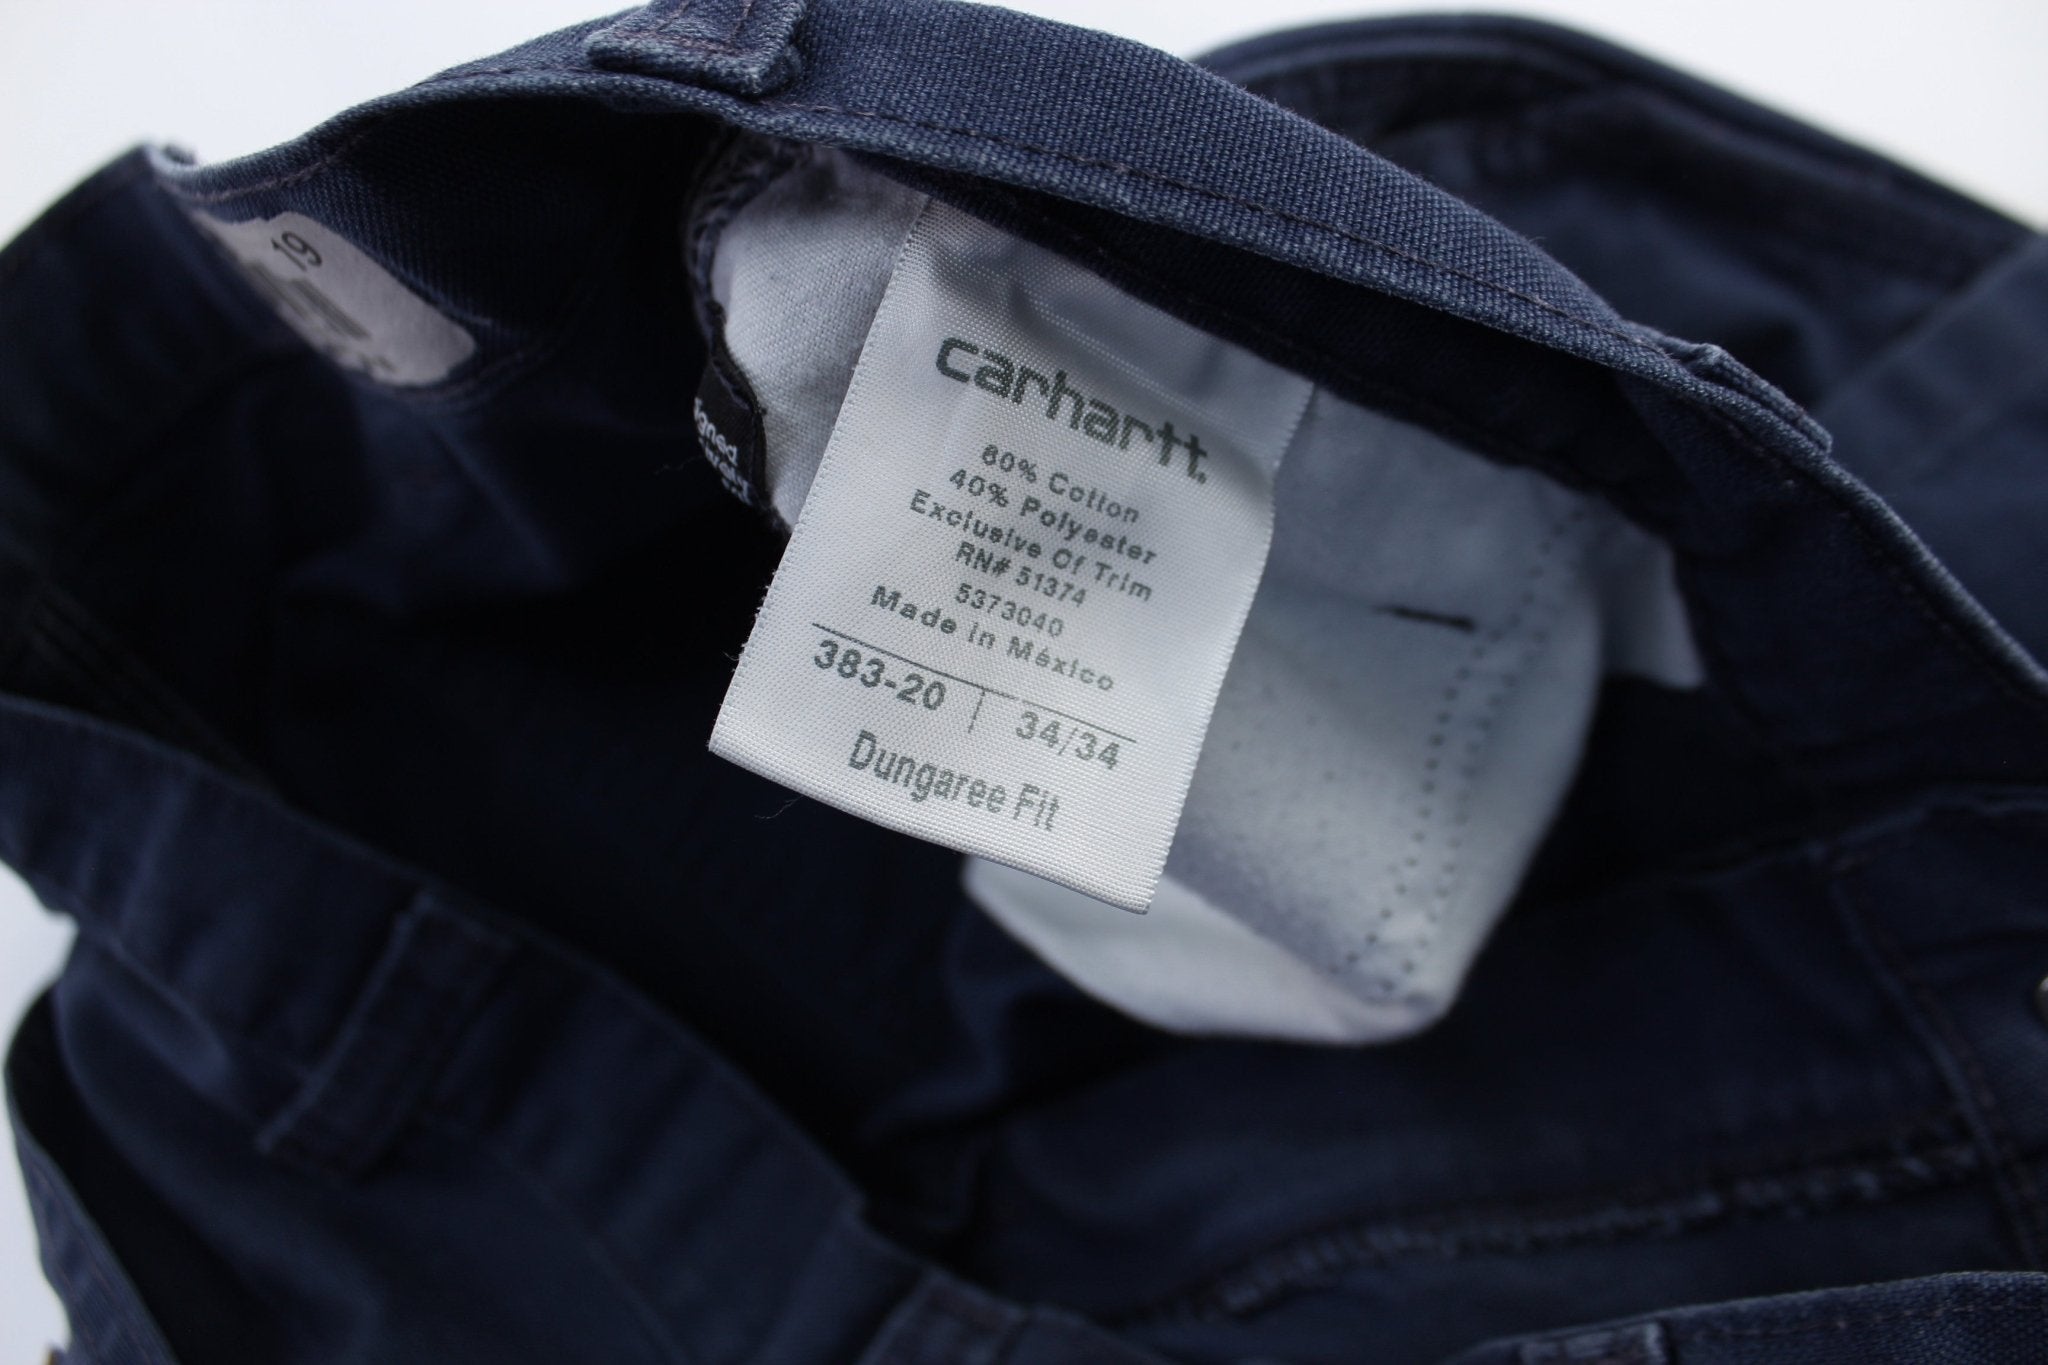 19
carhartt.
60% Cotton
40% Polyester
Exclusive Of Trim
RN# 51374
5373040
Made in México
383-20 | 34/34
Dungaree Fit